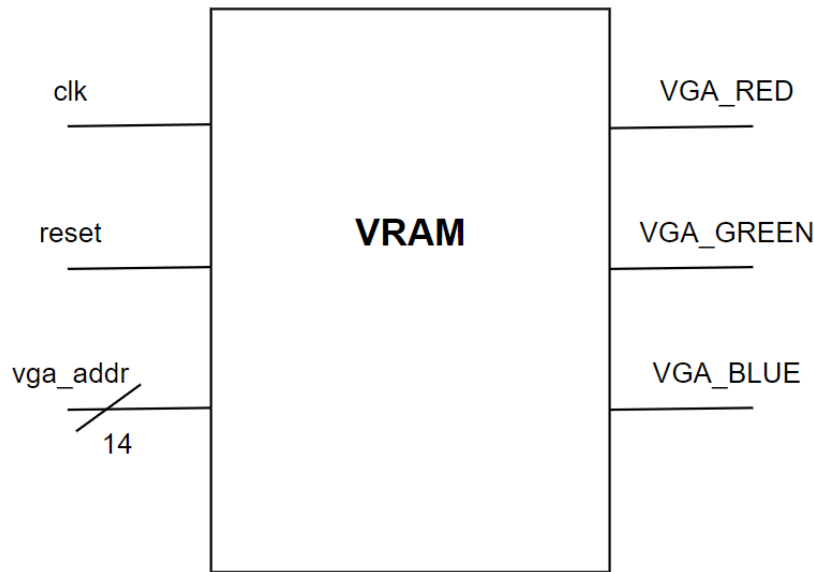 clk
VGA_RED
reset
VRAM
VGA_GREEN
vga_addr
VGA_BLUE
14